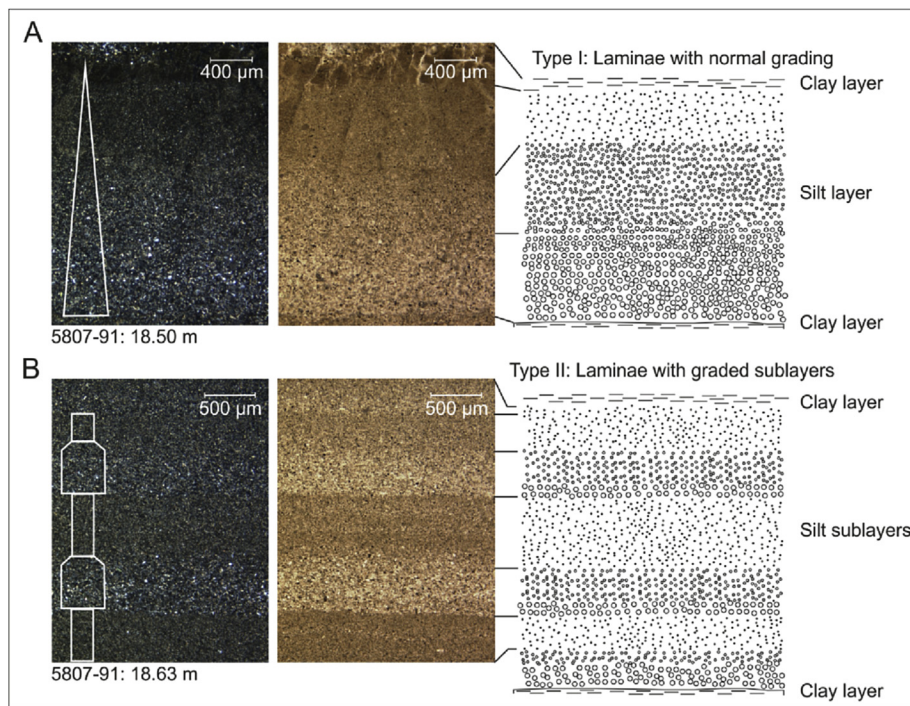 A
400 µm
400 µm
Type I: Laminae with normal grading
Clay layer
Silt layer
Clay layer
5807-91: 18.50 m
B
500 µm
500 µm
Type II: Laminae with graded sublayers
Clay layer
Silt sublayers
Clay layer
5807-91: 18.63 m